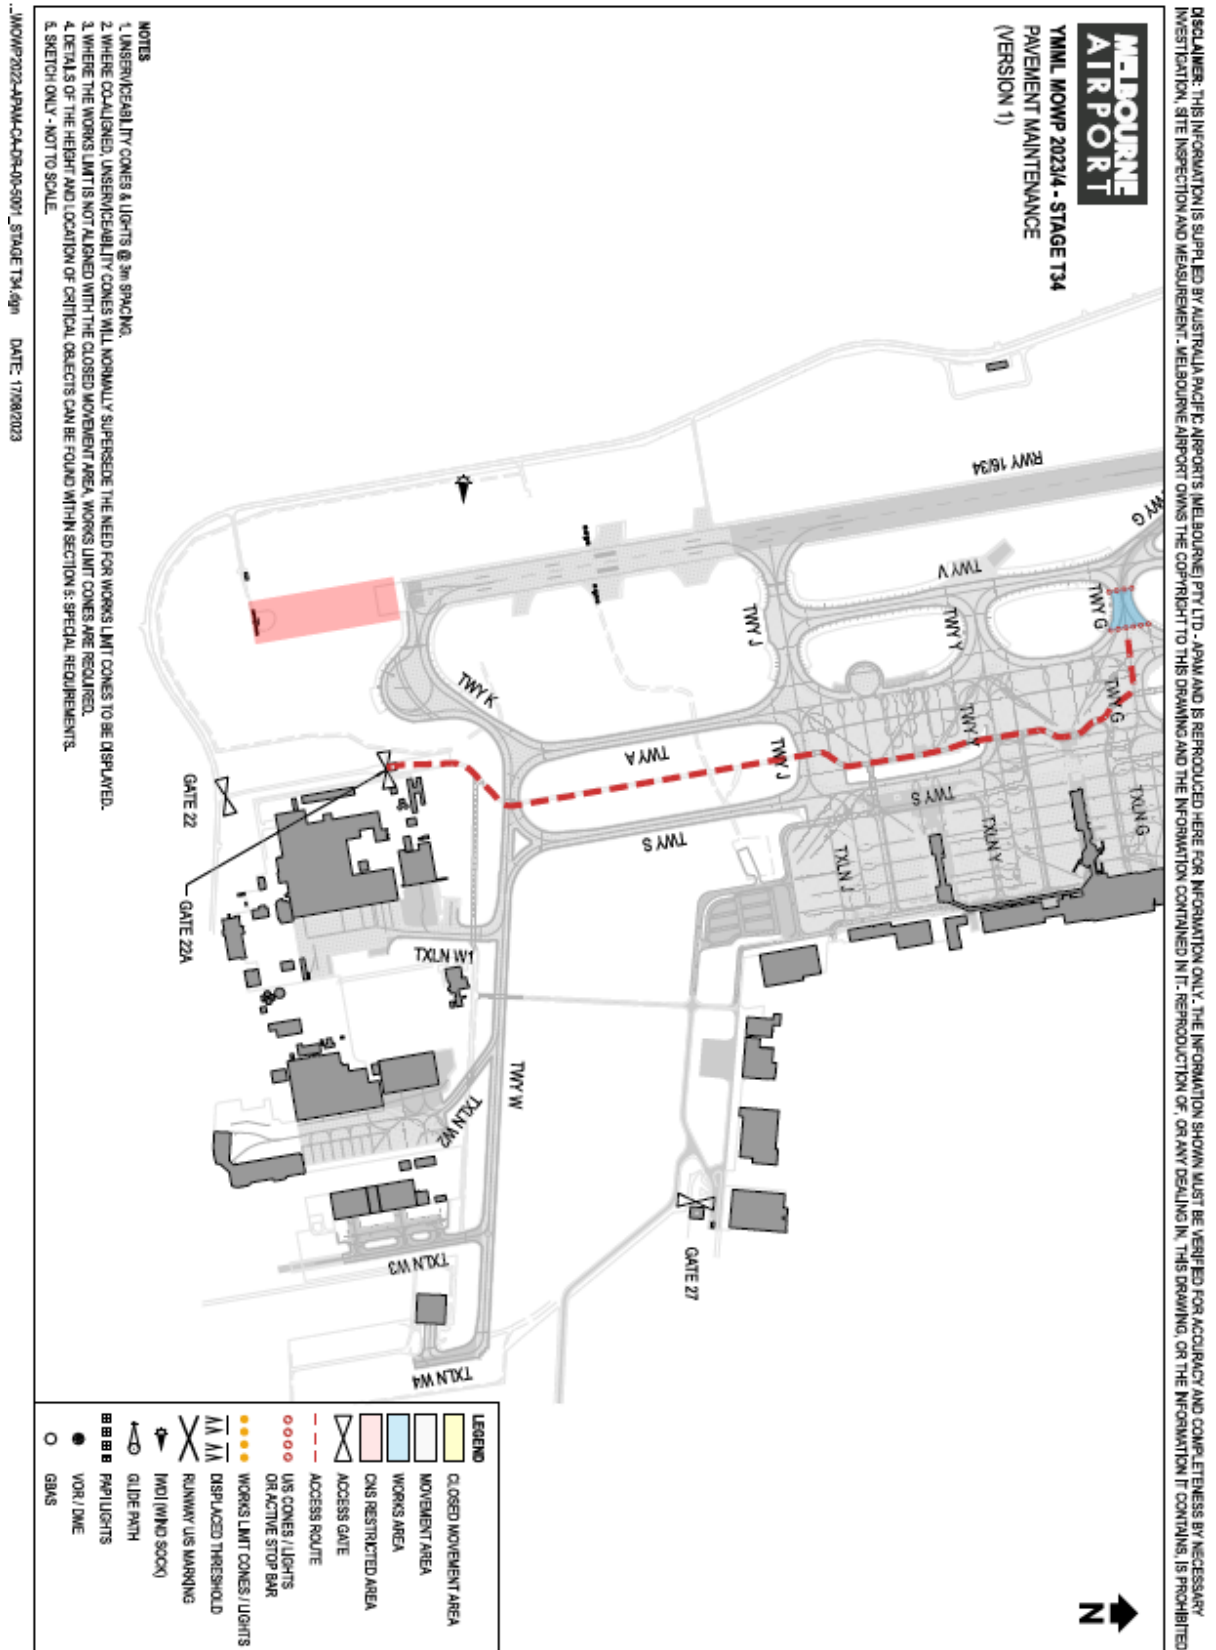 DISCLAIMER: THIS INFORMATION IS SUPPLIED BY AUSTRALIA PACIFIC AIRPORTS (MELBOURNE) PTY LTD - APAM AND IS REPRODUCED HERE FOR INFORMATION ONLY. THE INFORMATION SHOWN MUST BE VERIFIED FOR ACCURACY AND COMPLETENESS BY NECESSARY
INVESTIGATION, SITE INSPECTION AND MEASUREMENT. MELBOURNE AIRPORT OWNS THE COPYRIGHT TO THIS DRAWING AND THE INFORMATION CONTAINED IN IT. REPRODUCTION OF, OR ANY DEALING IN, THIS DRAWING, OR THE INFORMATION IT CONTAINS, IS PROHIBITED
MELBOURNE
AIRPORT
YMML MOWP 2023/4 - STAGE T34
PAVEMENT MAINTENANCE
(VERSION 1)
RWY 16/34
TWY G
TWY V
TWY G
TWY J
TWY Y
TWY K
TWY G
TWY A
TWY J
TWY S
TXLN G
TWY S
TXLN Y
TXLN J
GATE 22
GATE 22A
TXLN W1
TWY W
TXLN W2
GATE 27
TXLN W3
TXLN W4
N
NOTES
1. UNSERVICEABILITY CONES & LIGHTS @ 3m SPACING.
2. WHERE CO-ALIGNED, UNSERVICEABILITY CONES WILL NORMALLY SUPERSEDE THE NEED FOR WORKS LIMIT CONES TO BE DISPLAYED.
3. WHERE THE WORKS LIMIT IS NOT ALIGNED WITH THE CLOSED MOVEMENT AREA, WORKS LIMIT CONES ARE REQUIRED.
4. DETAILS OF THE HEIGHT AND LOCATION OF CRITICAL OBJECTS CAN BE FOUND WITHIN SECTION 5: SPECIAL REQUIREMENTS.
5. SKETCH ONLY - NOT TO SCALE.
LEGEND
CLOSED MOVEMENT AREA
MOVEMENT AREA
WORKS AREA
CNS RESTRICTED AREA
ACCESS GATE
ACCESS ROUTE
U/S CONES / LIGHTS
OR ACTIVE STOP BAR
WORKS LIMIT CONES / LIGHTS
DISPLACED THRESHOLD
RUNWAY U/S MARKING
IWDI (WIND SOCK)
GLIDE PATH
PAPI LIGHTS
VOR / DME
GBAS
...\MOWP2022-APAM-CA-DR-00-5001_STAGE T34.dgn DATE: 17/08/2023